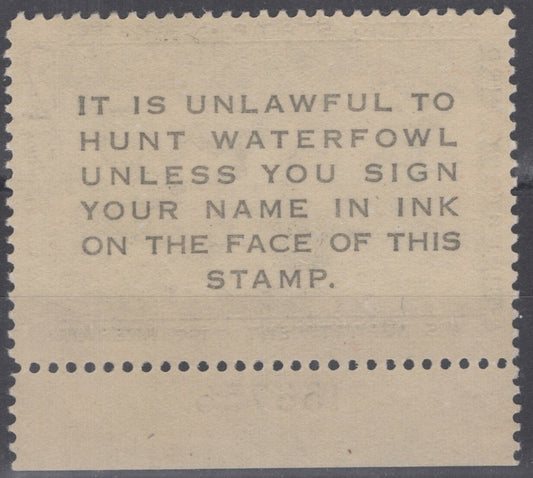 IT IS UNLAWFUL TO
HUNT WATERFOWL
UNLESS YOU SIGN
YOUR NAME IN INK
ON THE FACE OF THIS
STAMP.